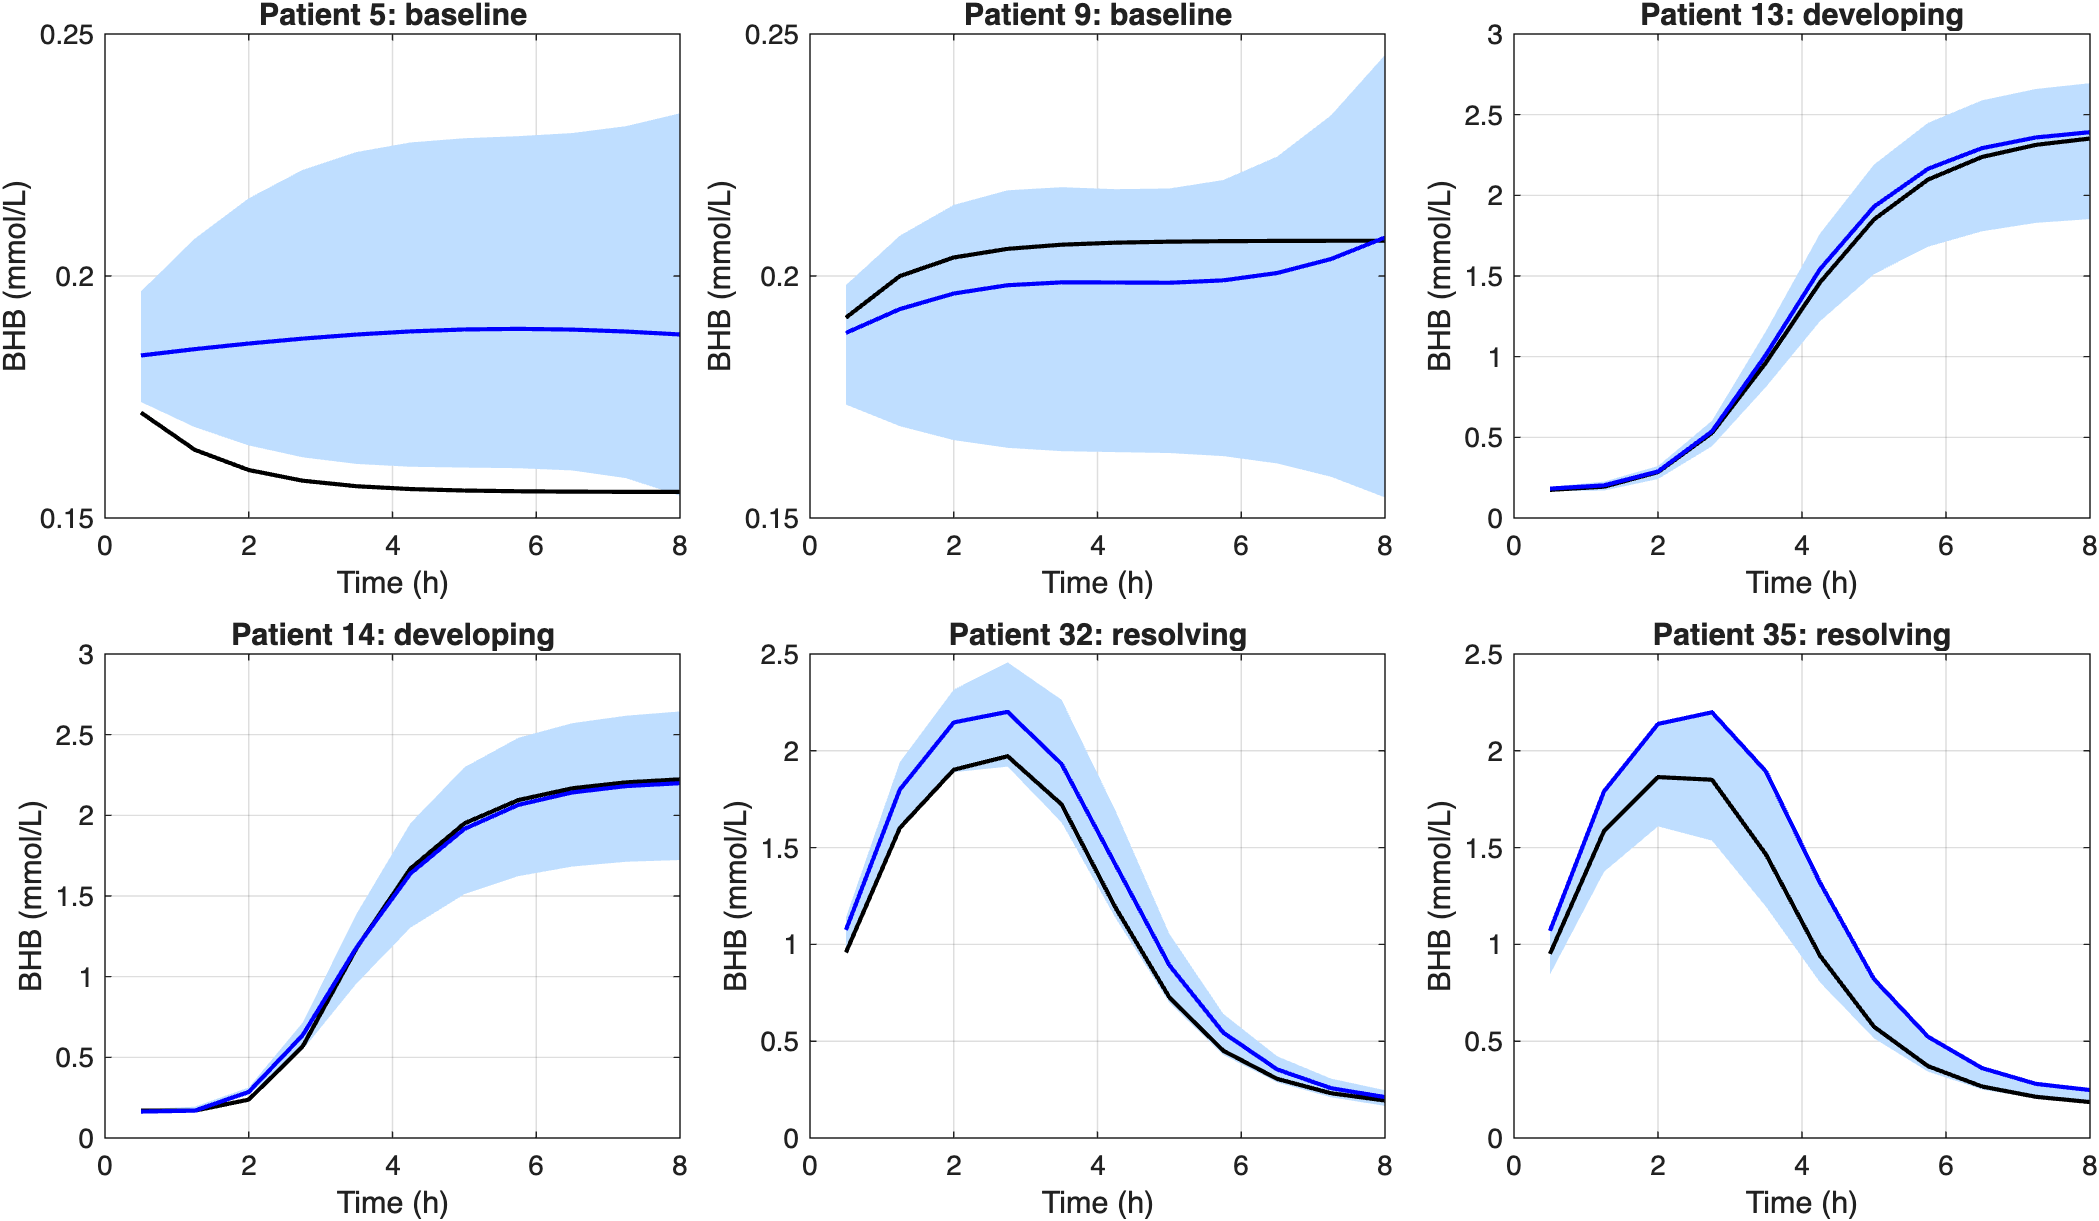 Patient 5: baseline
0.25
0.2
0.15
BHB (mmol/L)
0 2 4 6 8
Time (h)
Patient 9: baseline
0.25
0.2
0.15
BHB (mmol/L)
0 2 4 6 8
Time (h)
Patient 13: developing
3
2.5
2
1.5
1
0.5
0
BHB (mmol/L)
0 2 4 6 8
Time (h)
Patient 14: developing
3
2.5
2
1.5
1
0.5
0
BHB (mmol/L)
0 2 4 6 8
Time (h)
Patient 32: resolving
2.5
2
1.5
1
0.5
0
BHB (mmol/L)
0 2 4 6 8
Time (h)
Patient 35: resolving
2.5
2
1.5
1
0.5
0
BHB (mmol/L)
0 2 4 6 8
Time (h)